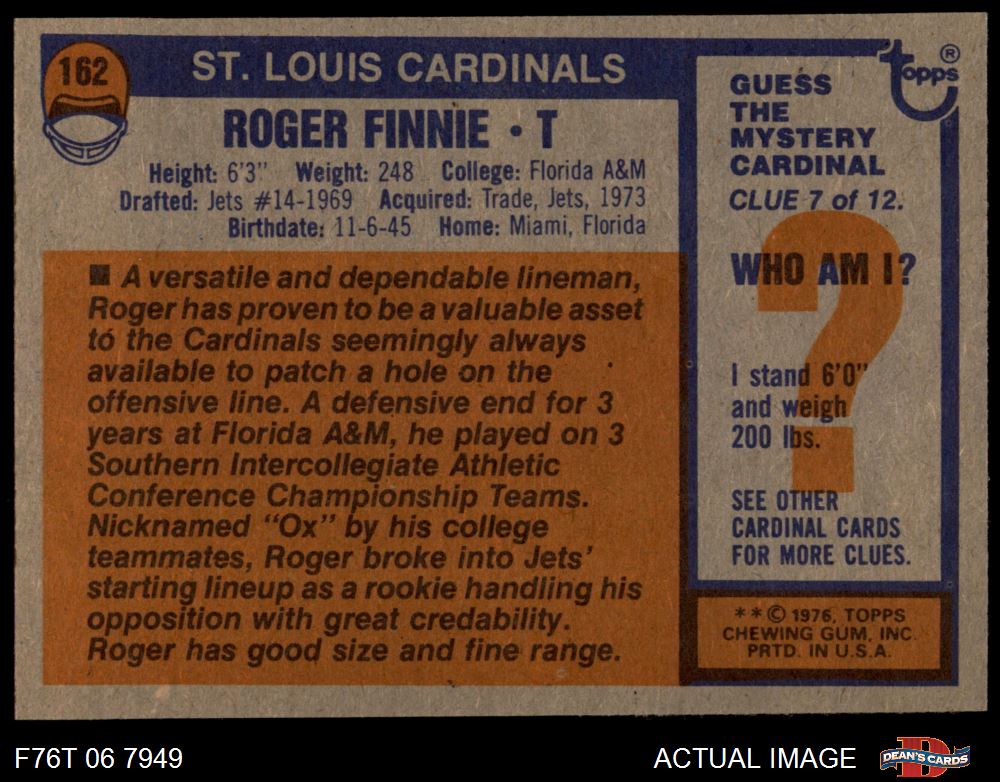 162
ST. LOUIS CARDINALS
ROGER FINNIE • T
Height: 6'3" Weight: 248 College: Florida A&M
Drafted: Jets #14-1969 Acquired: Trade, Jets, 1973
Birthdate: 11-6-45 Home: Miami, Florida
■ A versatile and dependable lineman,
Roger has proven to be a valuable asset
to the Cardinals seemingly always
available to patch a hole on the
offensive line. A defensive end for 3
years at Florida A&M, he played on 3
Southern Intercollegiate Athletic
Conference Championship Teams.
Nicknamed "Ox" by his college
teammates, Roger broke into Jets'
starting lineup as a rookie handling his
opposition with great credability.
Roger has good size and fine range.
topps®
GUESS
THE
MYSTERY
CARDINAL
CLUE 7 of 12.
?
WHO AM I?
I stand 6'0"
and weigh
200 lbs.
SEE OTHER
CARDINAL CARDS
FOR MORE CLUES.
**© 1976, TOPPS
CHEWING GUM, INC.
PRTD. IN U.S.A.
F76T 06 7949
ACTUAL IMAGE
D
DEAN'S CARDS